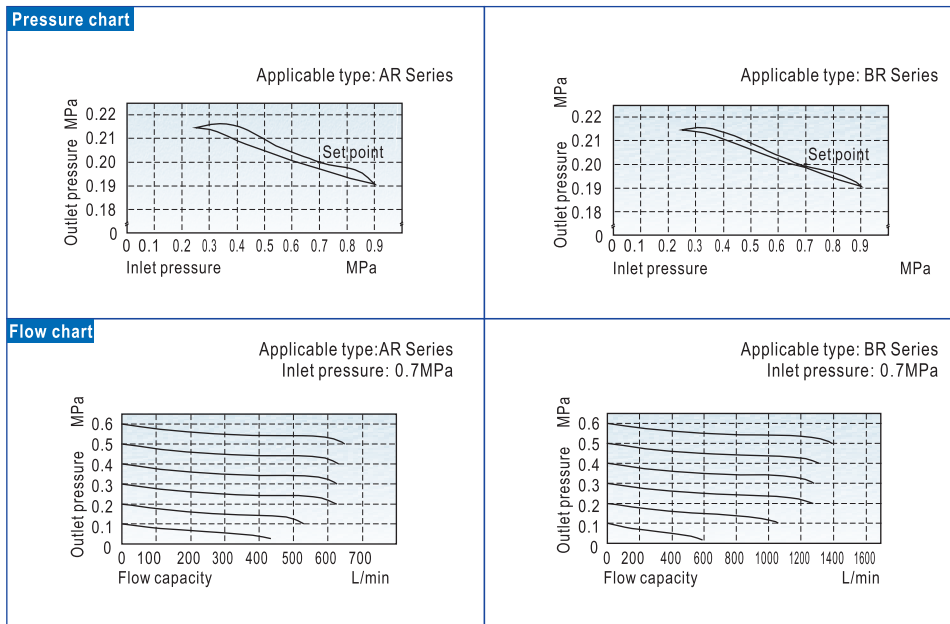 Pressure chart
Applicable type: AR Series
Outlet pressure MPa
0.22
0.21
0.20
0.19
0.18
0
Set point
0 0.1 0.2 0.3 0.4 0.5 0.6 0.7 0.8 0.9
Inlet pressure MPa
Applicable type: BR Series
Outlet pressure MPa
0.22
0.21
0.20
0.19
0.18
0
Set point
0 0.1 0.2 0.3 0.4 0.5 0.6 0.7 0.8 0.9
Inlet pressure MPa
Flow chart
Applicable type:AR Series
Inlet pressure: 0.7MPa
Outlet pressure MPa
0.6
0.5
0.4
0.3
0.2
0.1
0
0 100 200 300 400 500 600 700
Flow capacity L/min
Applicable type: BR Series
Inlet pressure: 0.7MPa
Outlet pressure MPa
0.6
0.5
0.4
0.3
0.2
0.1
0
0 200 400 600 800 1000 1200 1400 1600
Flow capacity L/min